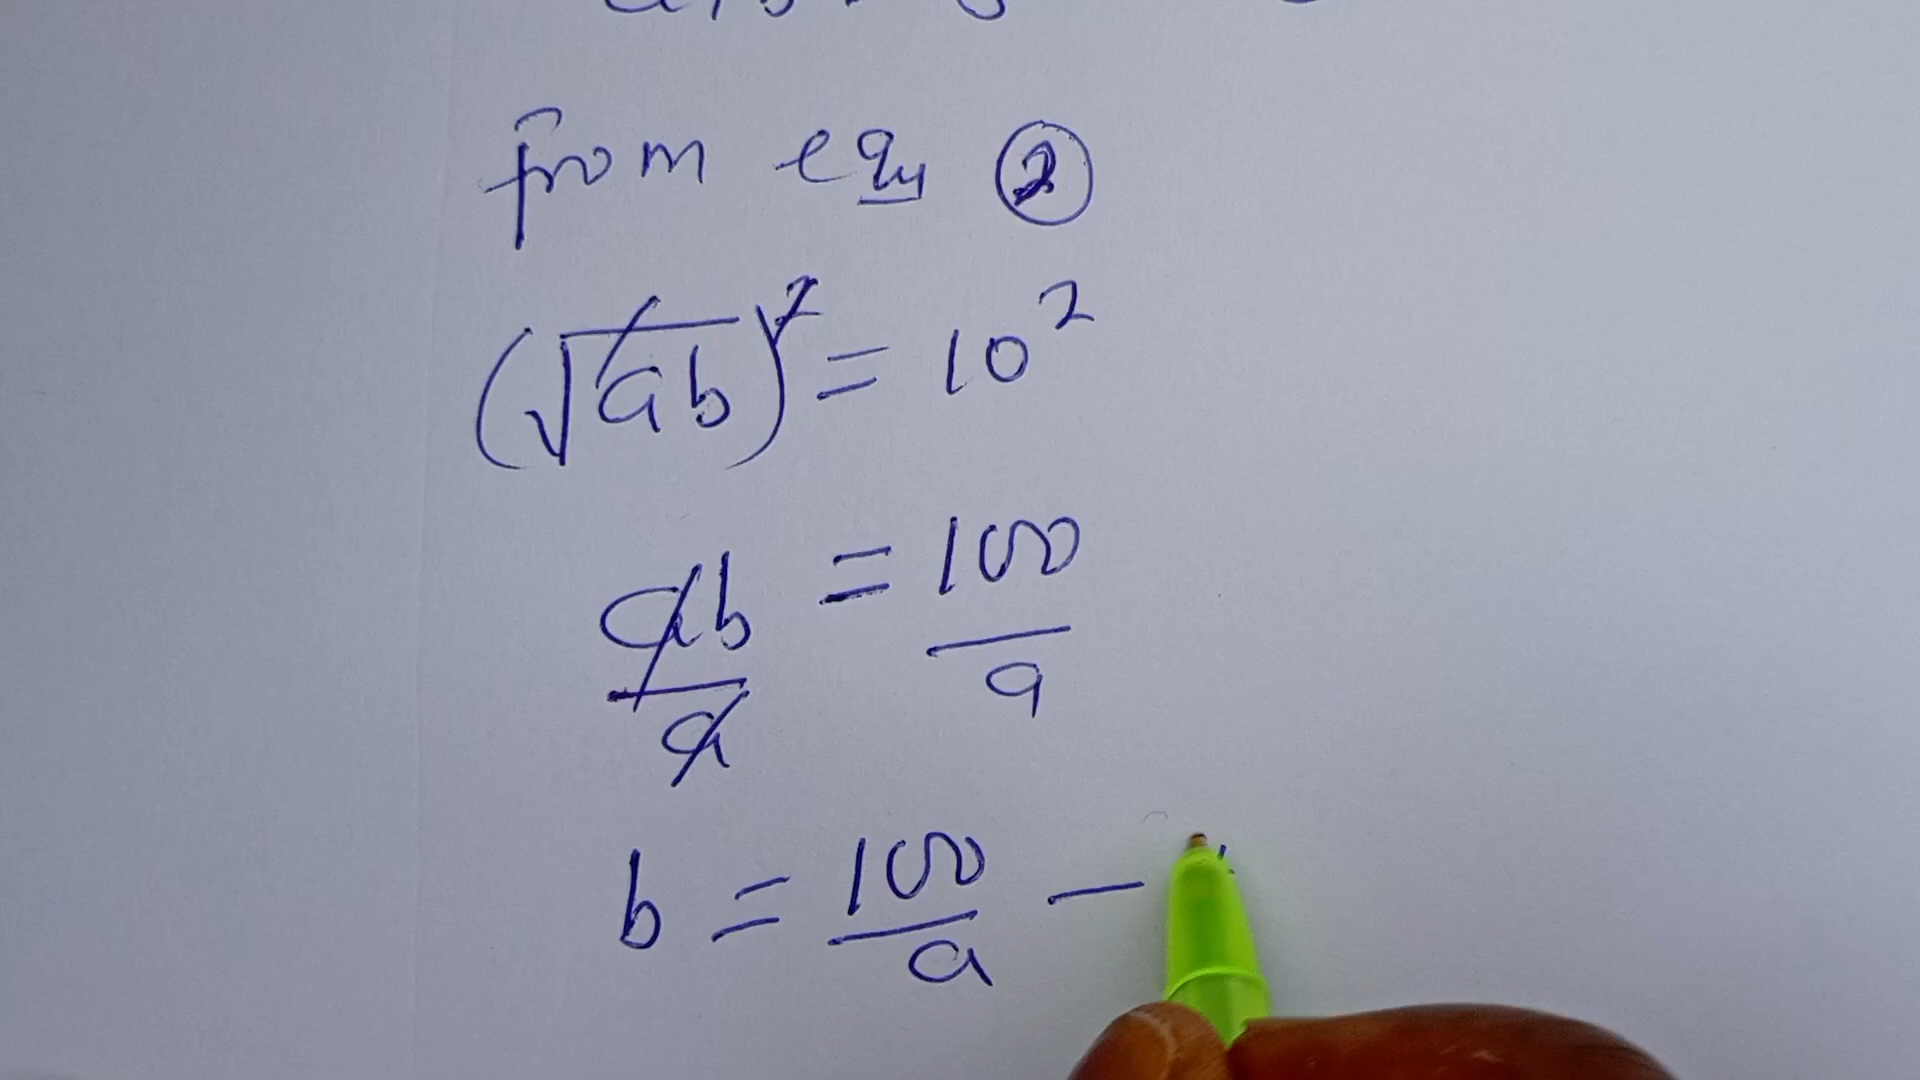 from eqn ②
(√ab)² = 10²
ab/a = 100/a
b = 100/a —